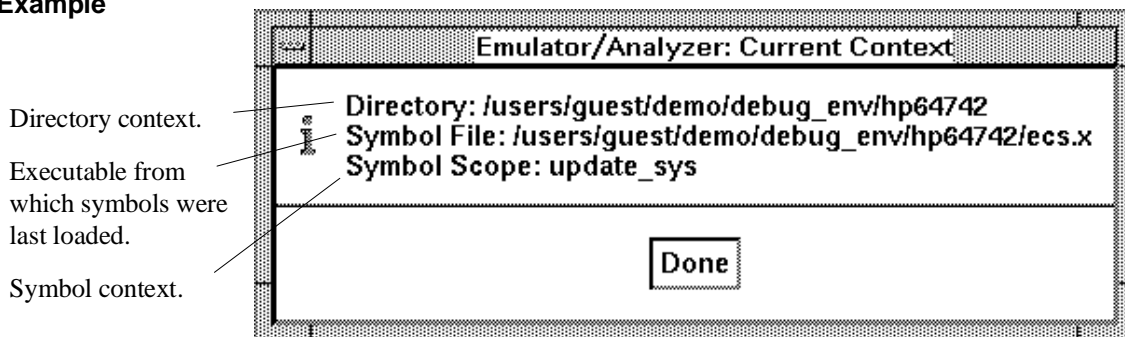 Example
Emulator/Analyzer: Current Context
Directory context.
Executable from
which symbols were
last loaded.
Symbol context.
Directory: /users/guest/demo/debug_env/hp64742
Symbol File: /users/guest/demo/debug_env/hp64742/ecs.x
Symbol Scope: update_sys
Done